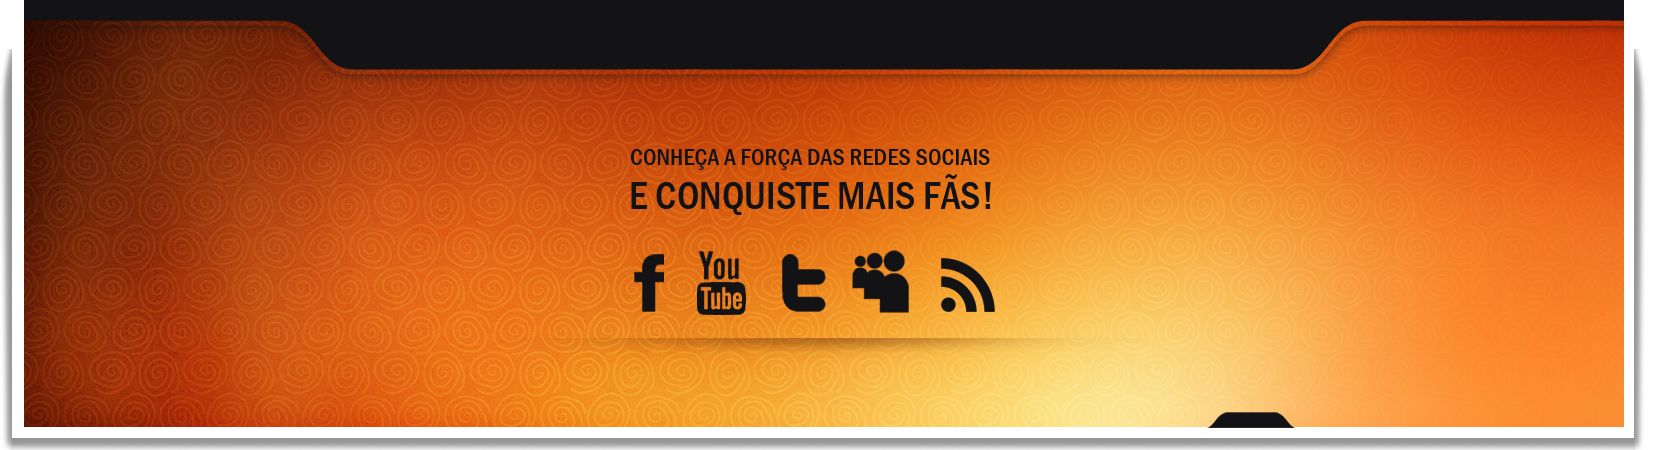 CONHEÇA A FORÇA DAS REDES SOCIAIS
E CONQUISTE MAIS FÃS!
f You t
Tube